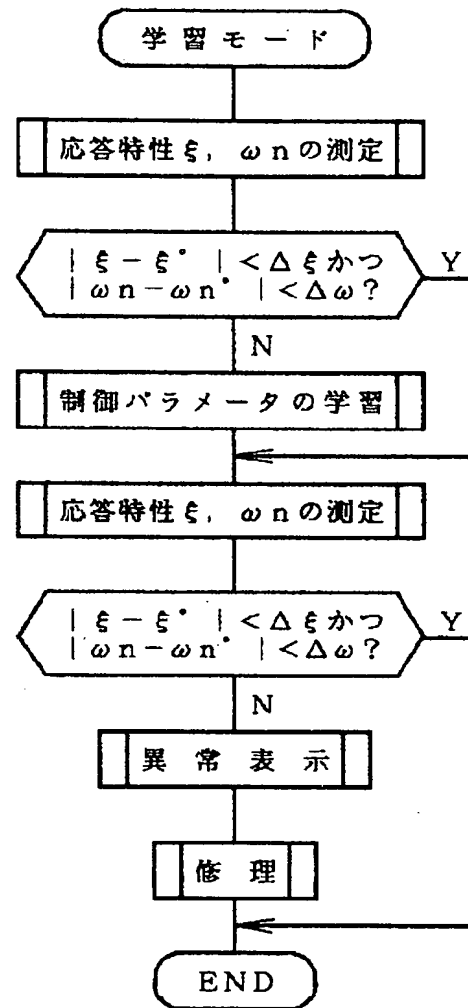 学習モード
応答特性ξ，ωnの測定
｜ξ－ξ*｜＜Δξかつ
｜ωn－ωn*｜＜Δω？
Y
N
制御パラメータの学習
応答特性ξ，ωnの測定
｜ξ－ξ*｜＜Δξかつ
｜ωn－ωn*｜＜Δω？
Y
N
異常表示
修理
END